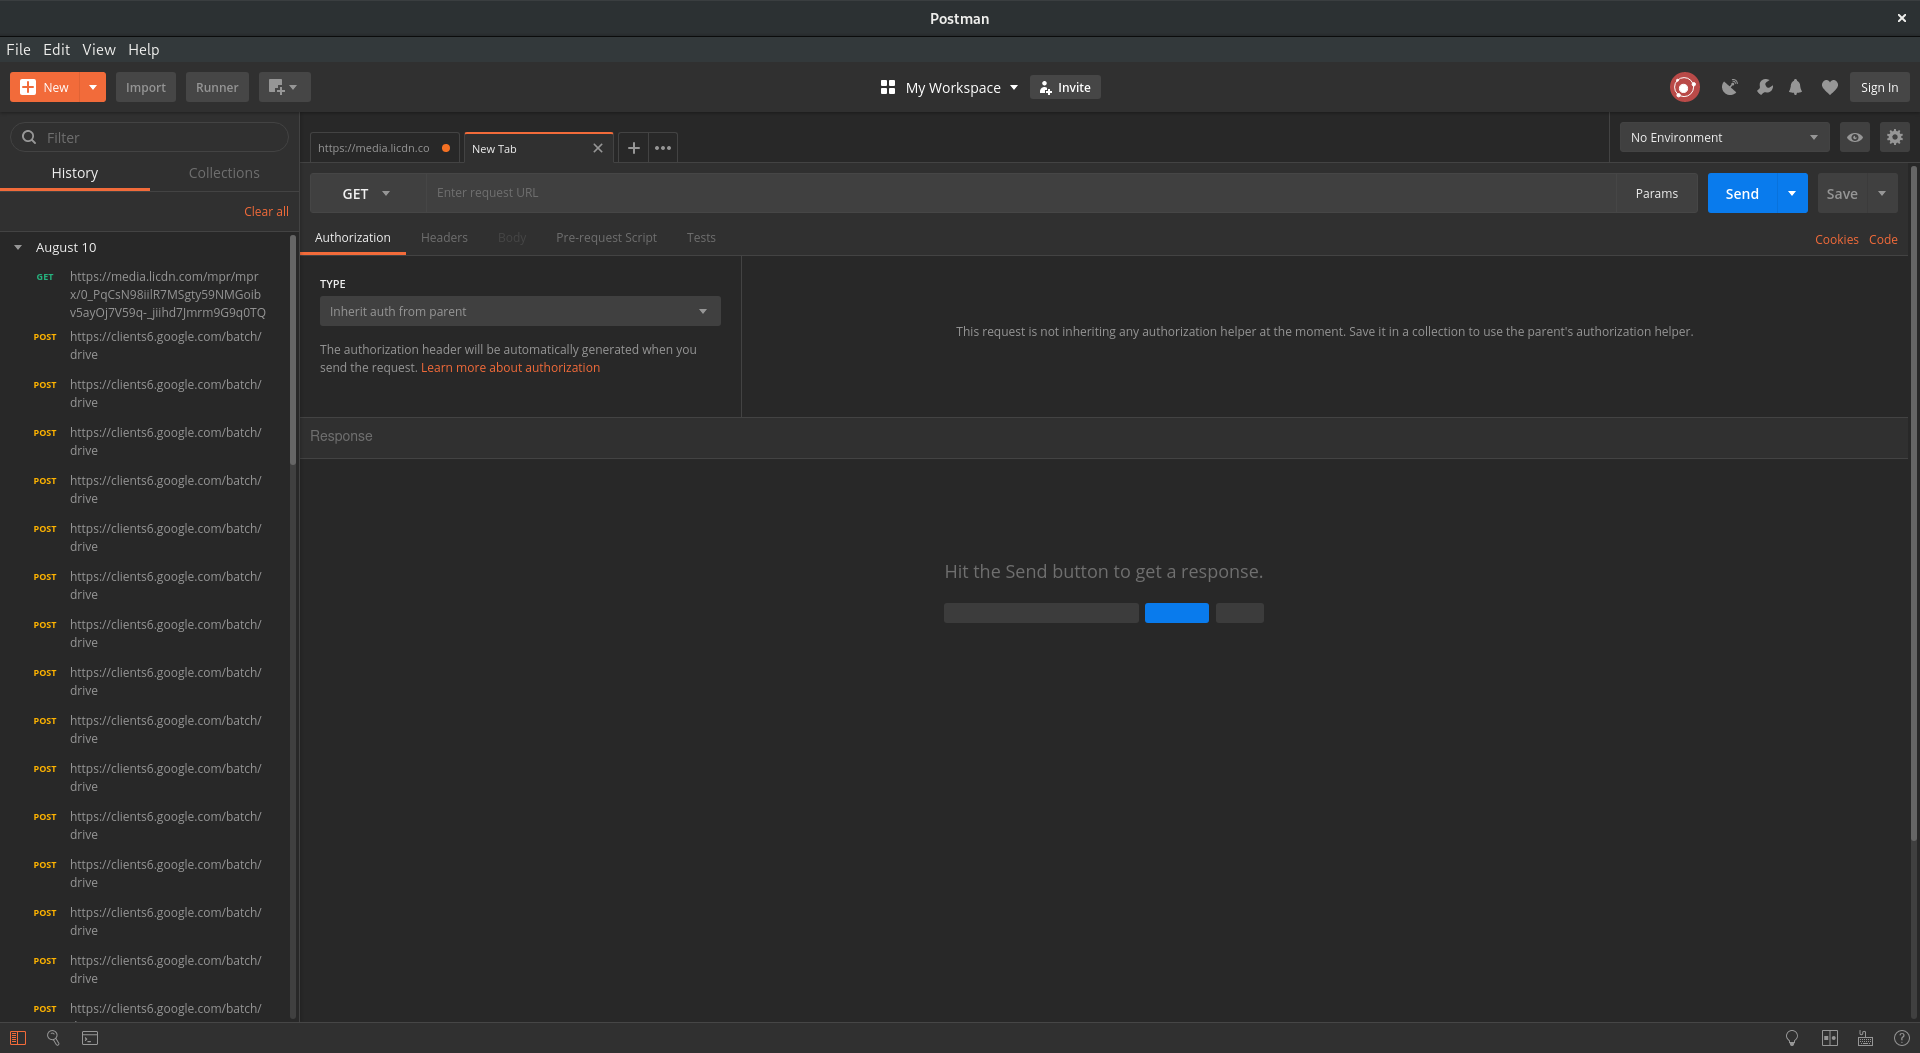 Postman
File Edit View Help
New Import Runner My Workspace Invite Sign In
Filter
History Collections
Clear all
August 10
GET https://media.licdn.com/mpr/mpr
x/0_PqCsN98iilR7MSgty59NMGoib
v5ayOj7V59q-_jiihd7Jmrm9G9q0TQ
POST https://clients6.google.com/batch/
drive
POST https://clients6.google.com/batch/
drive
POST https://clients6.google.com/batch/
drive
POST https://clients6.google.com/batch/
drive
POST https://clients6.google.com/batch/
drive
POST https://clients6.google.com/batch/
drive
POST https://clients6.google.com/batch/
drive
POST https://clients6.google.com/batch/
drive
POST https://clients6.google.com/batch/
drive
POST https://clients6.google.com/batch/
drive
POST https://clients6.google.com/batch/
drive
POST https://clients6.google.com/batch/
drive
POST https://clients6.google.com/batch/
drive
POST https://clients6.google.com/batch/
drive
POST https://clients6.google.com/batch/
https://media.licdn.co New Tab No Environment
GET Enter request URL Params Send Save
Authorization Headers Body Pre-request Script Tests Cookies Code
TYPE
Inherit auth from parent
The authorization header will be automatically generated when you
send the request. Learn more about authorization
This request is not inheriting any authorization helper at the moment. Save it in a collection to use the parent's authorization helper.
Response
Hit the Send button to get a response.